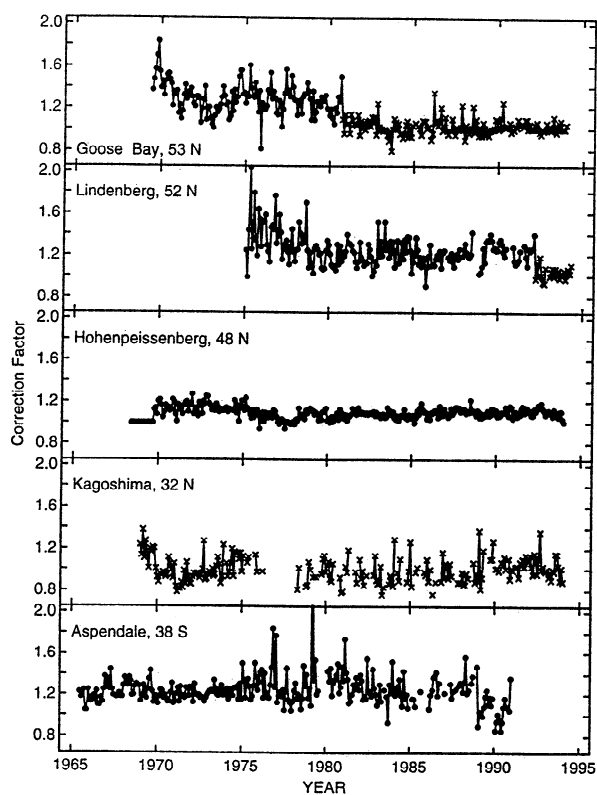 2.0
1.6
1.2
0.8
Goose Bay, 53 N
2.0
1.6
1.2
0.8
Lindenberg, 52 N
2.0
1.6
1.2
0.8
Hohenpeissenberg, 48 N
2.0
1.6
1.2
0.8
Kagoshima, 32 N
2.0
1.6
1.2
0.8
Aspendale, 38 S
Correction Factor
1965 1970 1975 1980 1985 1990 1995
YEAR